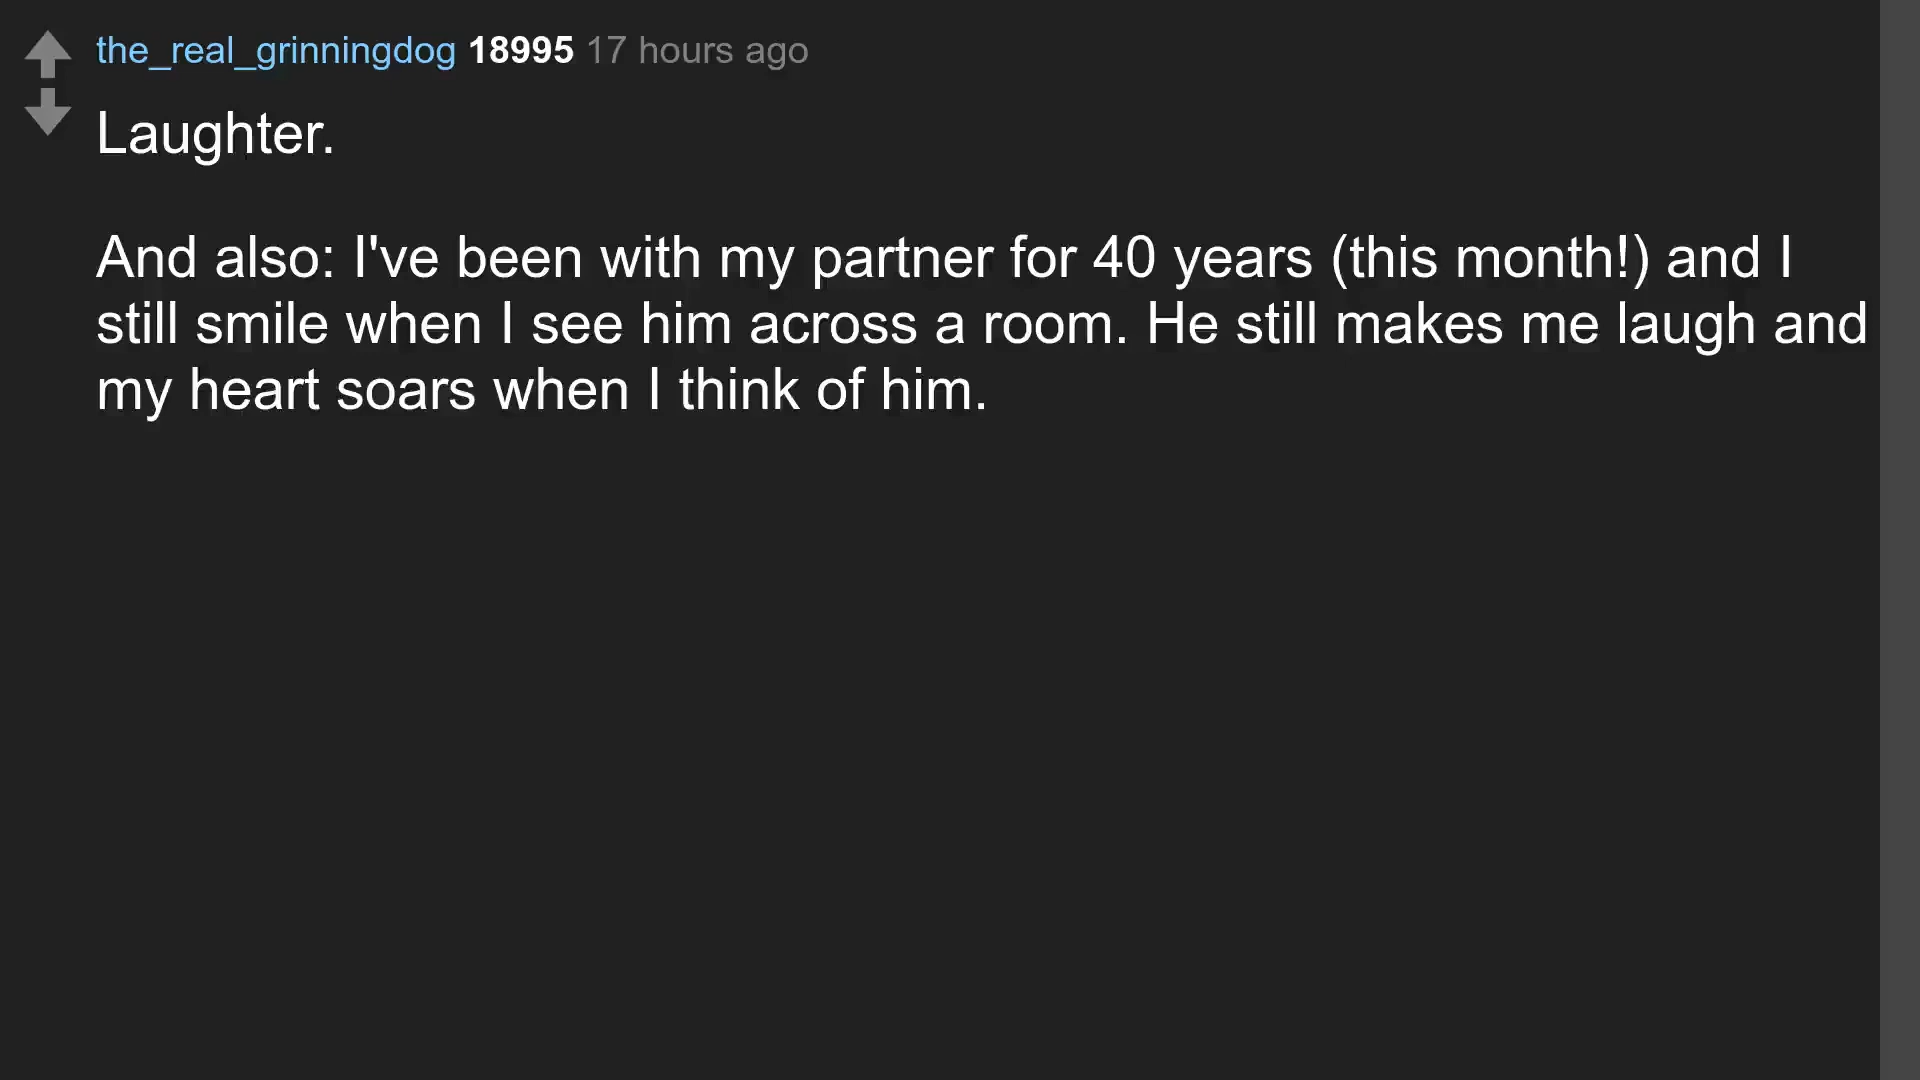 the_real_grinningdog 18995 17 hours ago
Laughter.
And also: I've been with my partner for 40 years (this month!) and I
still smile when I see him across a room. He still makes me laugh and
my heart soars when I think of him.